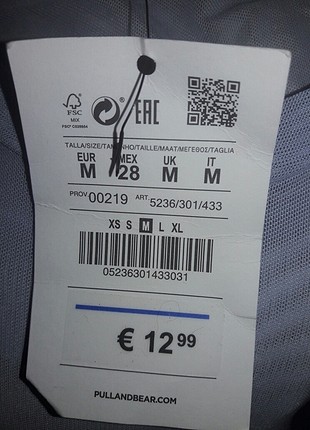 FSC
MIX
EAC
TALLA/SIZE/TAMANHO/TAILLE/MAAT/ΜΕΓΕΘΟΣ/TAGLIA
EUR MEX UK IT
M 28 M M
PROV 00219 ART. 5236/301/433
XS S M L XL
05236301433031
€ 12 99
PULLANDBEAR.COM